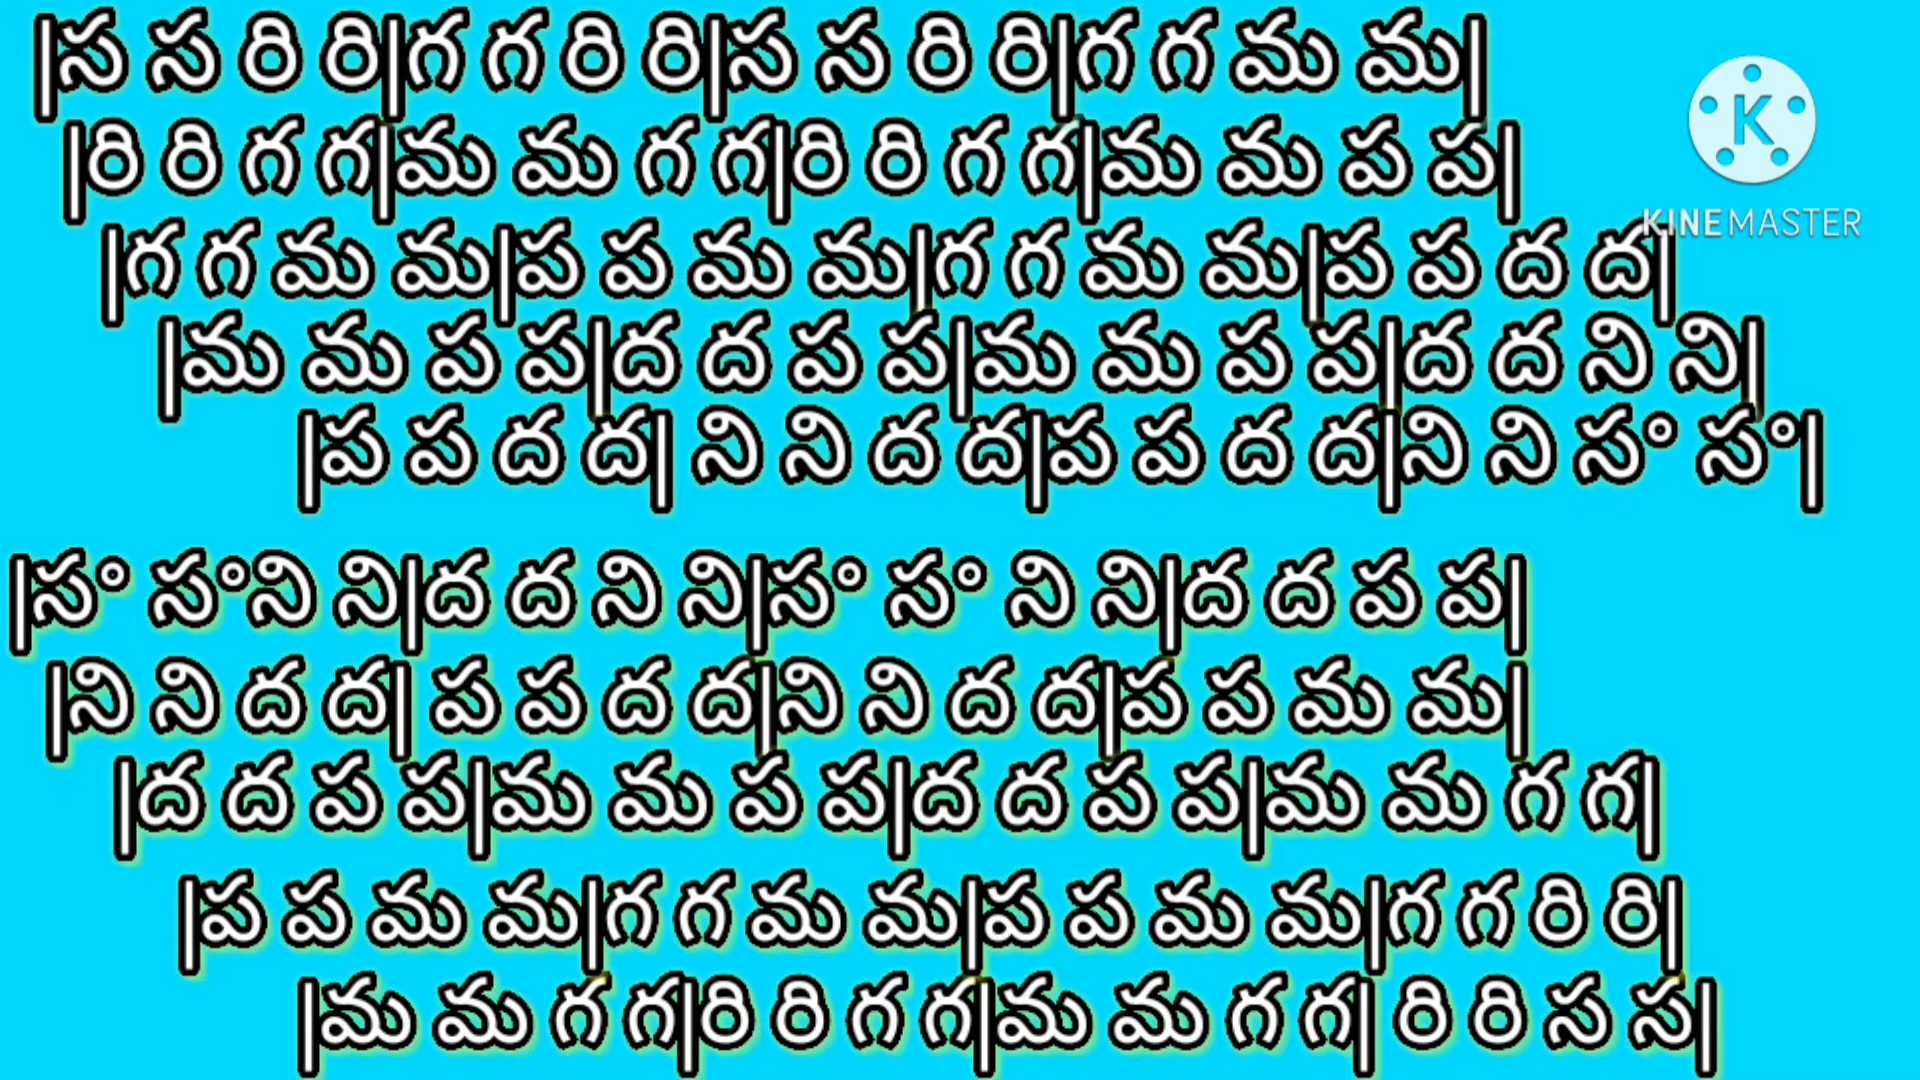 |స స రి రి|గ గ రి రి|స స రి రి|గ గ మ మ|
|రి రి గ గ|మ మ గ గ|రి రి గ గ|మ మ ప ప|
|గ గ మ మ|ప ప మ మ|గ గ మ మ|ప ప ద ద|
|మ మ ప ప|ద ద ప ప|మ మ ప ప|ద ద ని ని|
|ప ప ద ద| ని ని ద ద|ప ప ద ద|ని ని స° స°|
|స° స°ని ని|ద ద ని ని|స° స° ని ని|ద ద ప ప|
|ని ని ద ద| ప ప ద ద|ని ని ద ద|ప ప మ మ|
|ద ద ప ప|మ మ ప ప|ద ద ప ప|మ మ గ గ|
|ప ప మ మ|గ గ మ మ|ప ప మ మ|గ గ రి రి|
|మ మ గ గ|రి రి గ గ|మ మ గ గ| రి రి స స|
K
KINEMASTER